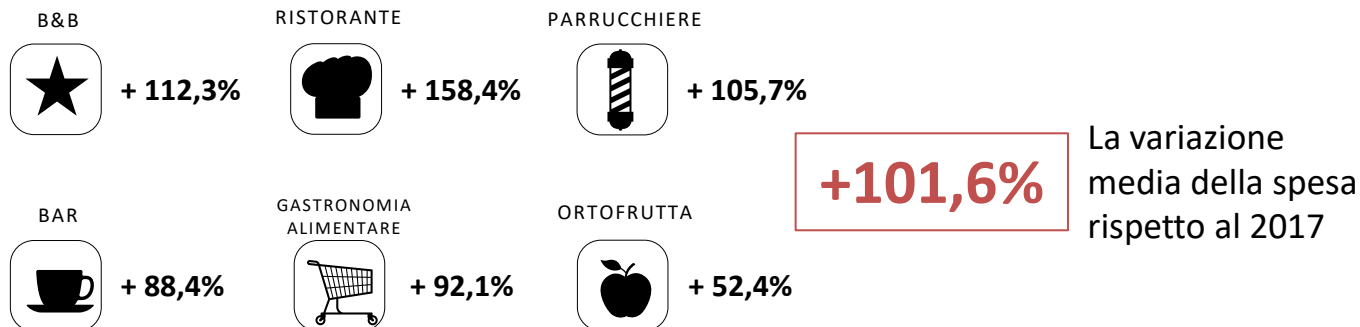 B&B
+ 112,3%
RISTORANTE
+ 158,4%
PARRUCCHIERE
+ 105,7%
BAR
+ 88,4%
GASTRONOMIA
ALIMENTARE
+ 92,1%
ORTOFRUTTA
+ 52,4%
+101,6%
La variazione
media della spesa
rispetto al 2017